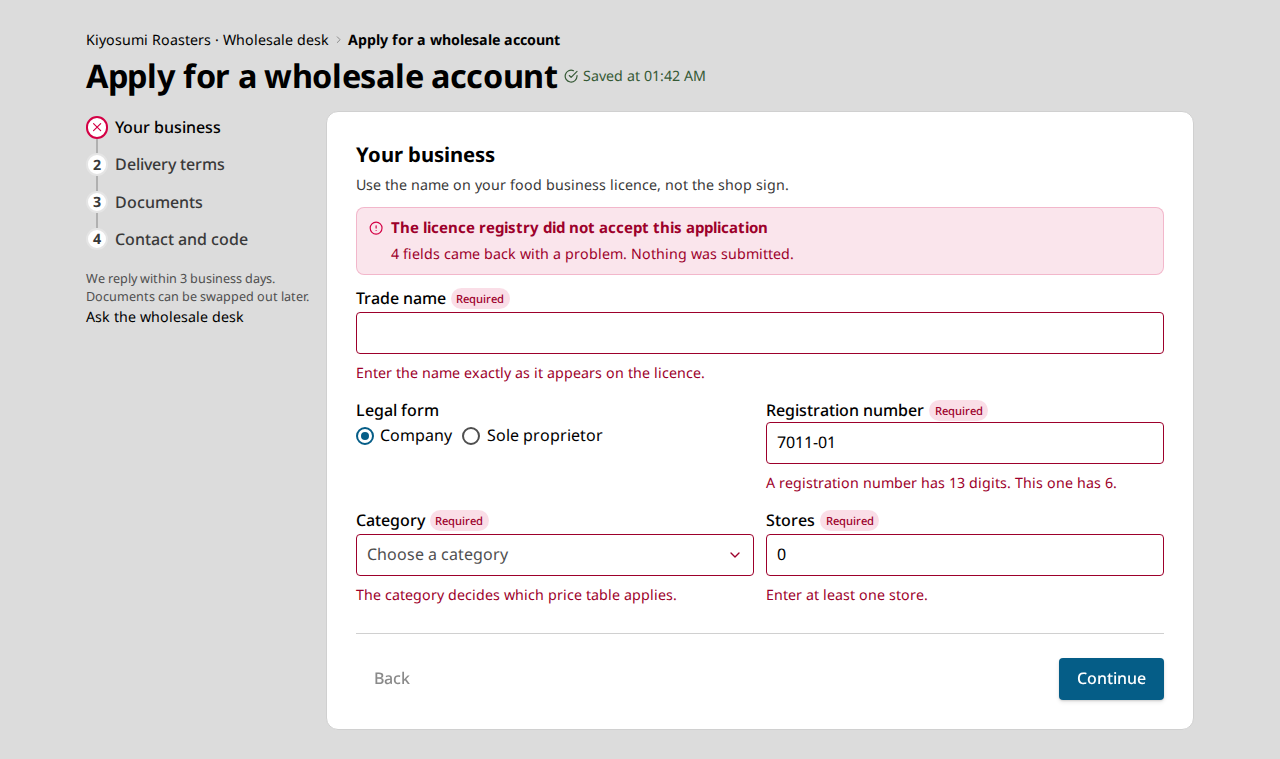 Kiyosumi Roasters · Wholesale desk › Apply for a wholesale account
Apply for a wholesale account Saved at 01:42 AM
Your business
2 Delivery terms
3 Documents
4 Contact and code
We reply within 3 business days.
Documents can be swapped out later.
Ask the wholesale desk
Your business
Use the name on your food business licence, not the shop sign.
The licence registry did not accept this application
4 fields came back with a problem. Nothing was submitted.
Trade name Required
Enter the name exactly as it appears on the licence.
Legal form
Company Sole proprietor
Registration number Required
7011-01
A registration number has 13 digits. This one has 6.
Category Required
Choose a category
The category decides which price table applies.
Stores Required
0
Enter at least one store.
Back
Continue